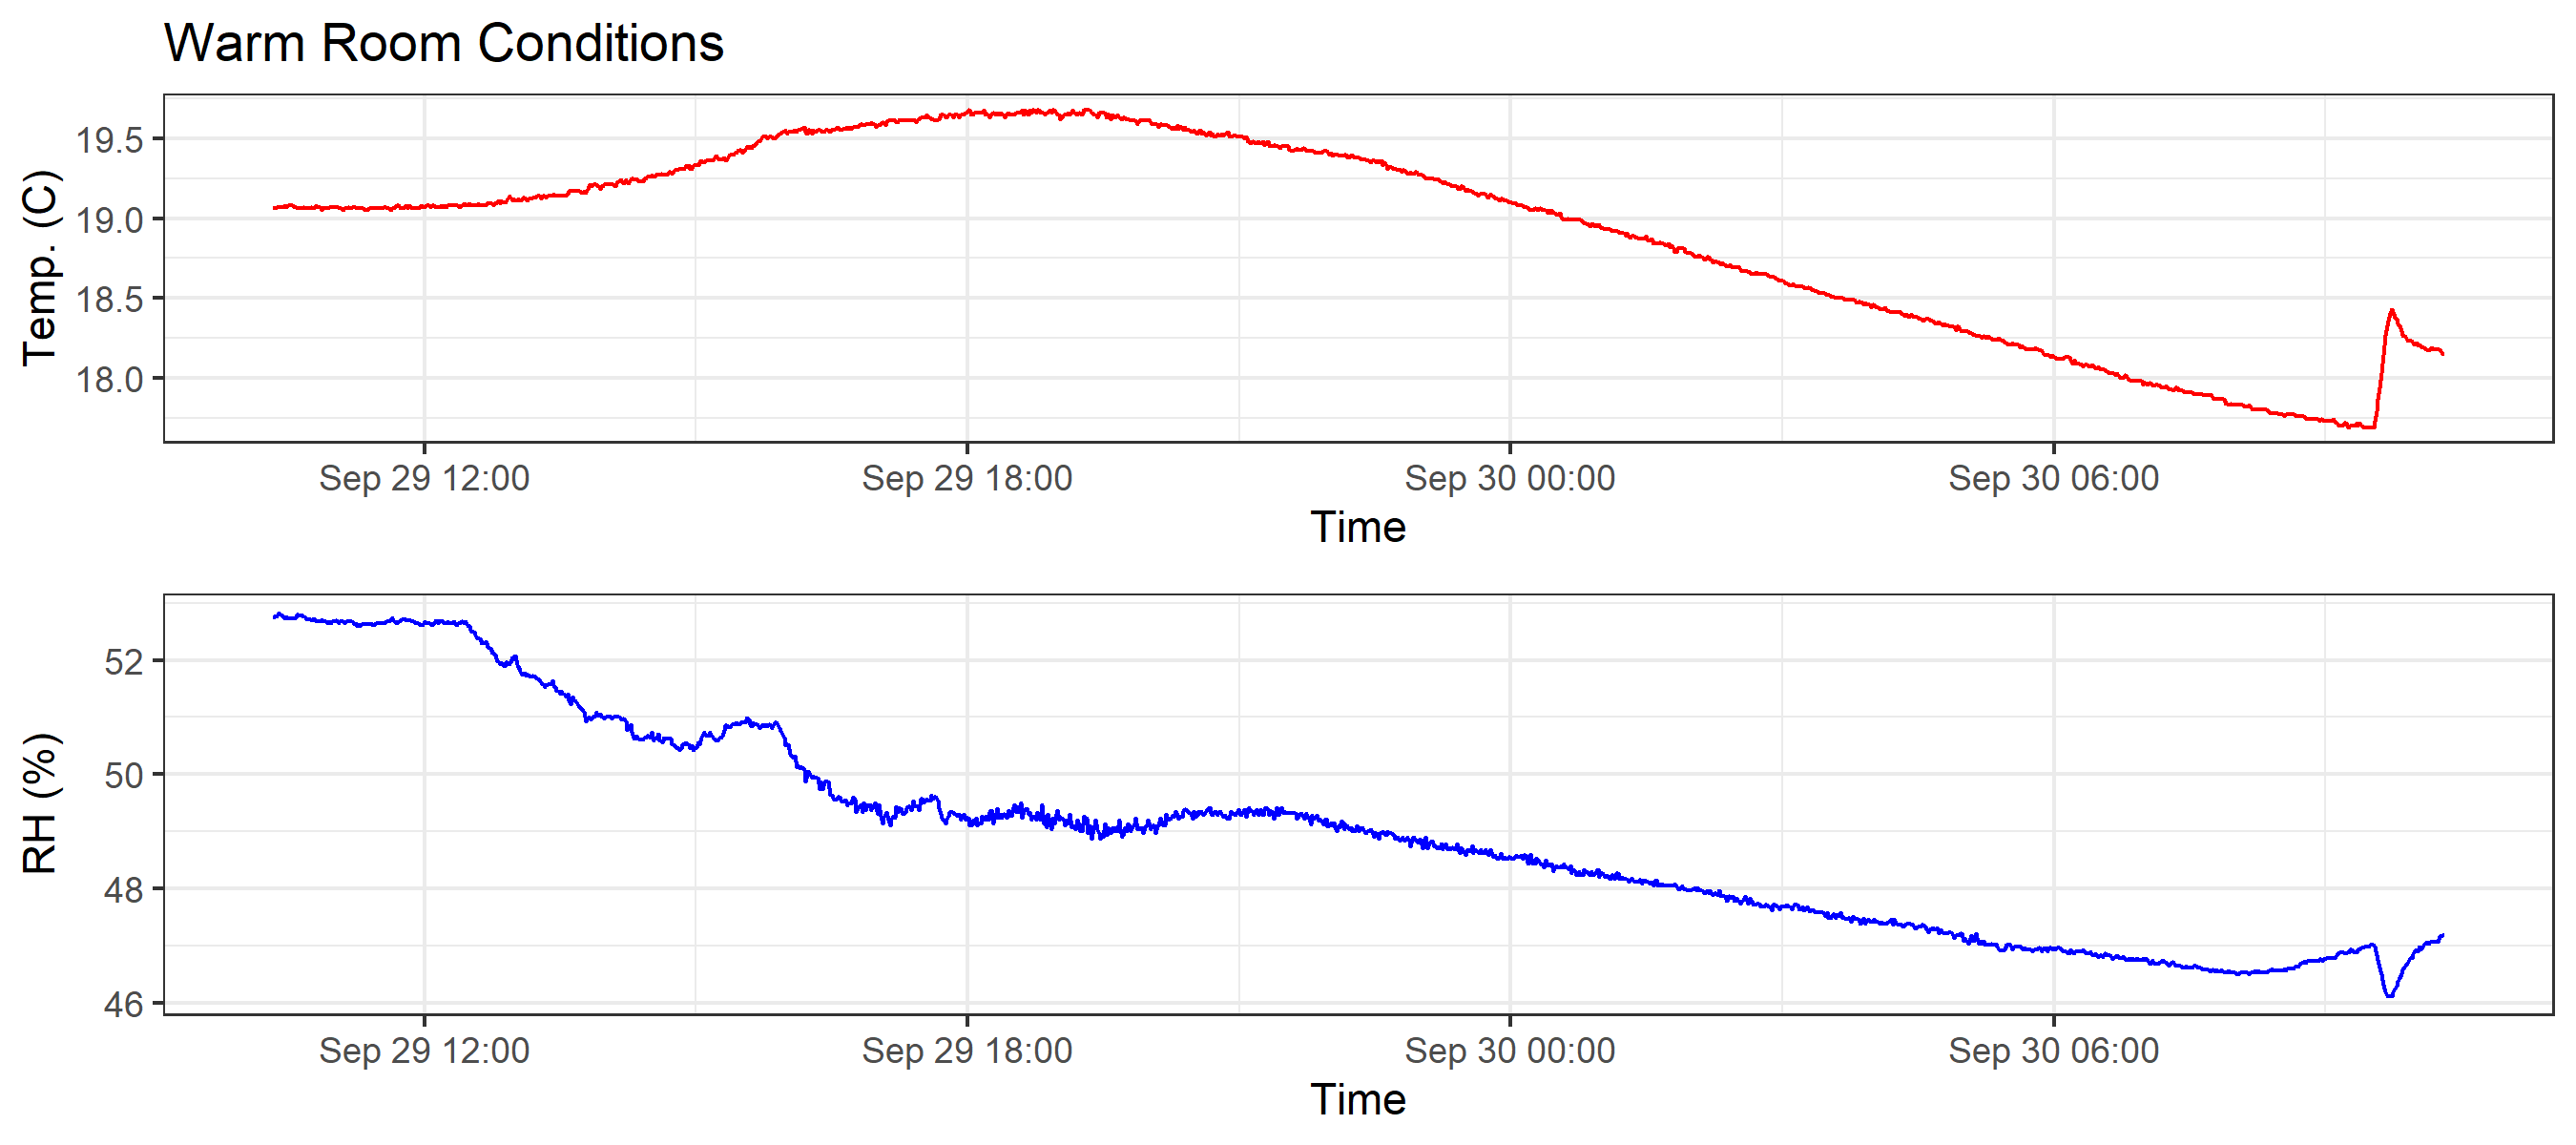 Warm Room Conditions
Temp. (C)
19.5
19.0
18.5
18.0
Sep 29 12:00 Sep 29 18:00 Sep 30 00:00 Sep 30 06:00
Time
RH (%)
52
50
48
46
Sep 29 12:00 Sep 29 18:00 Sep 30 00:00 Sep 30 06:00
Time